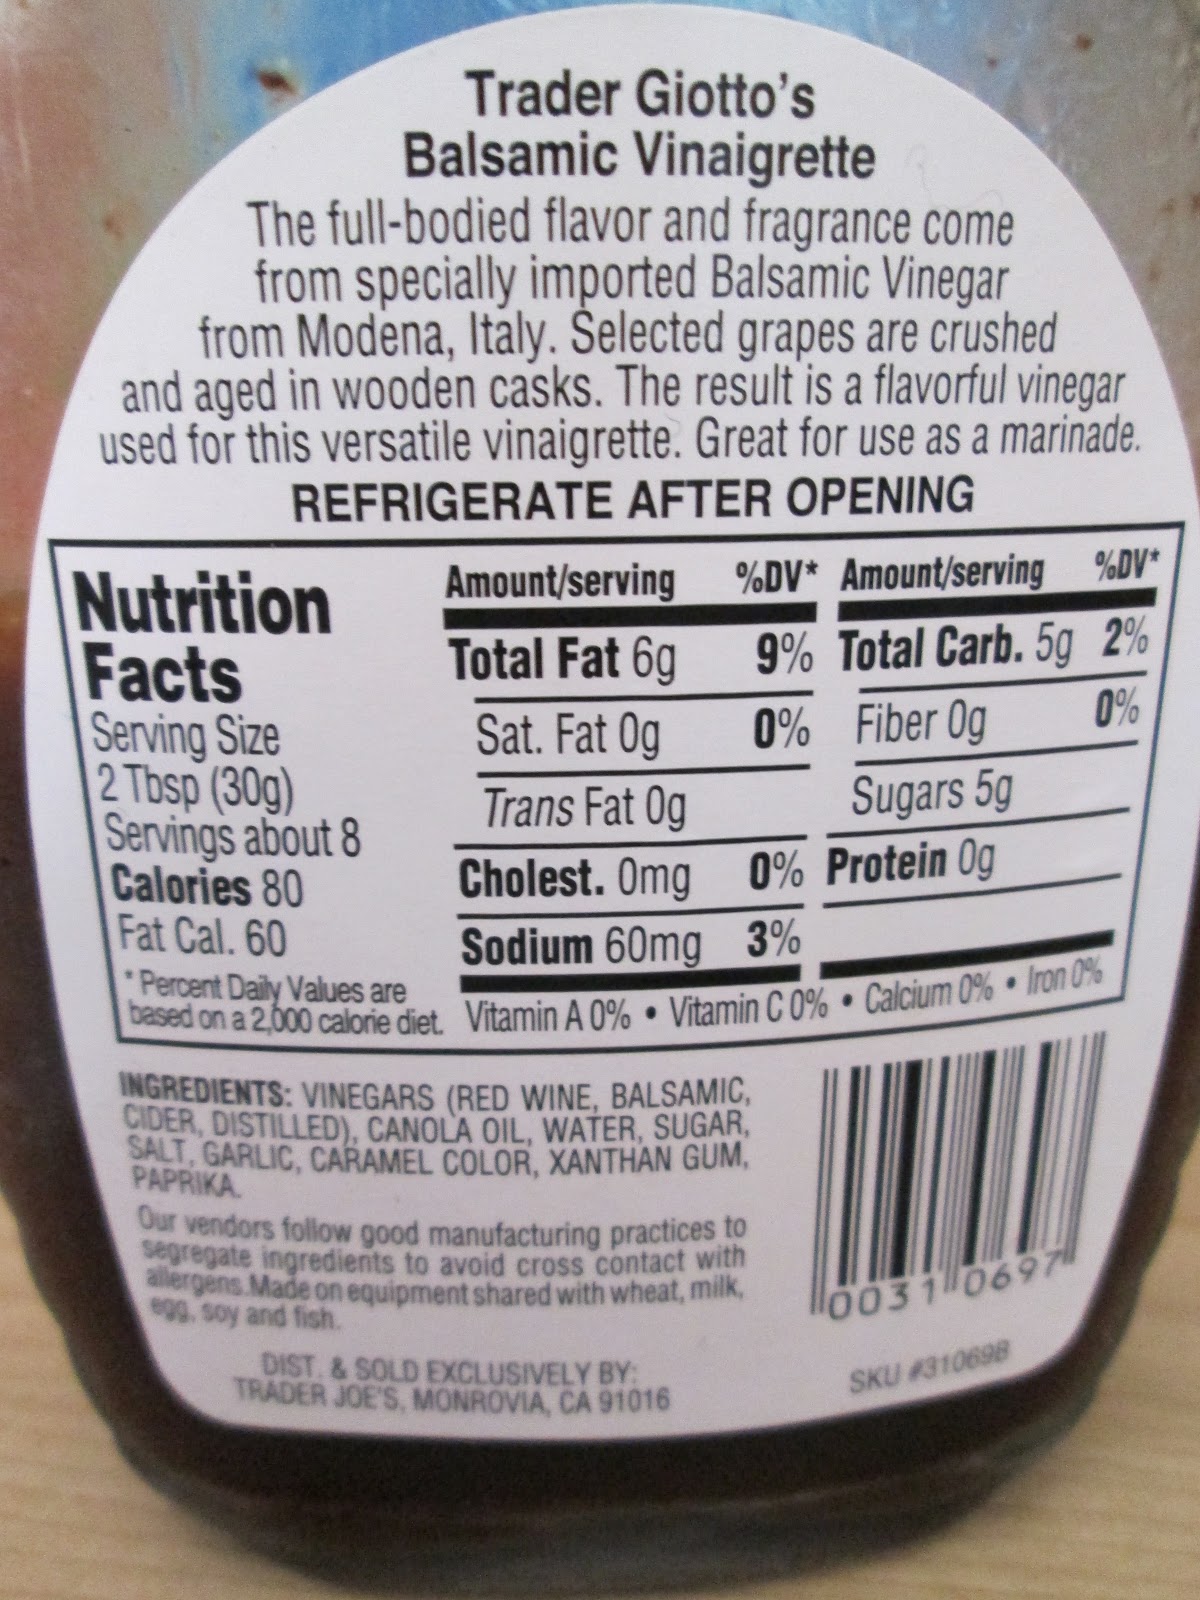 Trader Giotto's
Balsamic Vinaigrette
The full-bodied flavor and fragrance come
from specially imported Balsamic Vinegar
from Modena, Italy. Selected grapes are crushed
and aged in wooden casks. The result is a flavorful vinegar
used for this versatile vinaigrette. Great for use as a marinade.
REFRIGERATE AFTER OPENING
Nutrition
Facts
Serving Size
2 Tbsp (30g)
Servings about 8
Calories 80
Fat Cal. 60
* Percent Daily Values are
based on a 2,000 calorie diet.
Amount/serving %DV*
Total Fat 6g 9%
Sat. Fat 0g 0%
Trans Fat 0g
Cholest. 0mg 0%
Sodium 60mg 3%
Amount/serving %DV*
Total Carb. 5g 2%
Fiber 0g 0%
Sugars 5g
Protein 0g
Vitamin A 0% • Vitamin C 0% • Calcium 0% • Iron 0%
INGREDIENTS: VINEGARS (RED WINE, BALSAMIC,
CIDER, DISTILLED), CANOLA OIL, WATER, SUGAR,
SALT, GARLIC, CARAMEL COLOR, XANTHAN GUM,
PAPRIKA.
Our vendors follow good manufacturing practices to
segregate ingredients to avoid cross contact with
allergens.Made on equipment shared with wheat, milk,
egg, soy and fish.
DIST. & SOLD EXCLUSIVELY BY:
TRADER JOE'S, MONROVIA, CA 91016
0031 0697
SKU #31069B